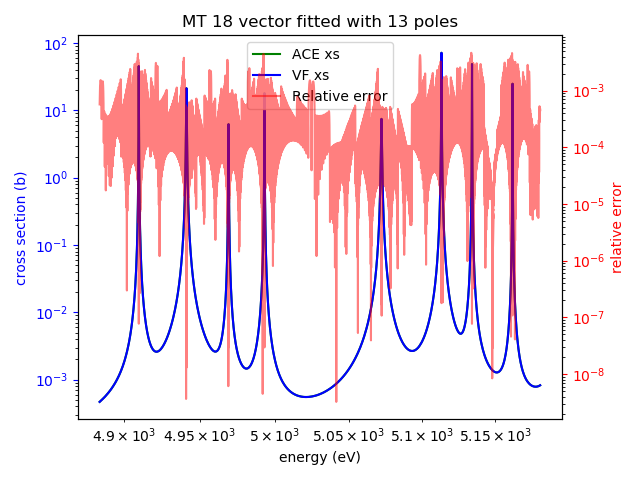 MT 18 vector fitted with 13 poles
ACE xs
VF xs
Relative error
cross section (b)
10²
10¹
10⁰
10⁻¹
10⁻²
10⁻³
relative error
10⁻³
10⁻⁴
10⁻⁵
10⁻⁶
10⁻⁷
10⁻⁸
4.9 × 10³ 4.95 × 10³ 5 × 10³ 5.05 × 10³ 5.1 × 10³ 5.15 × 10³
energy (eV)